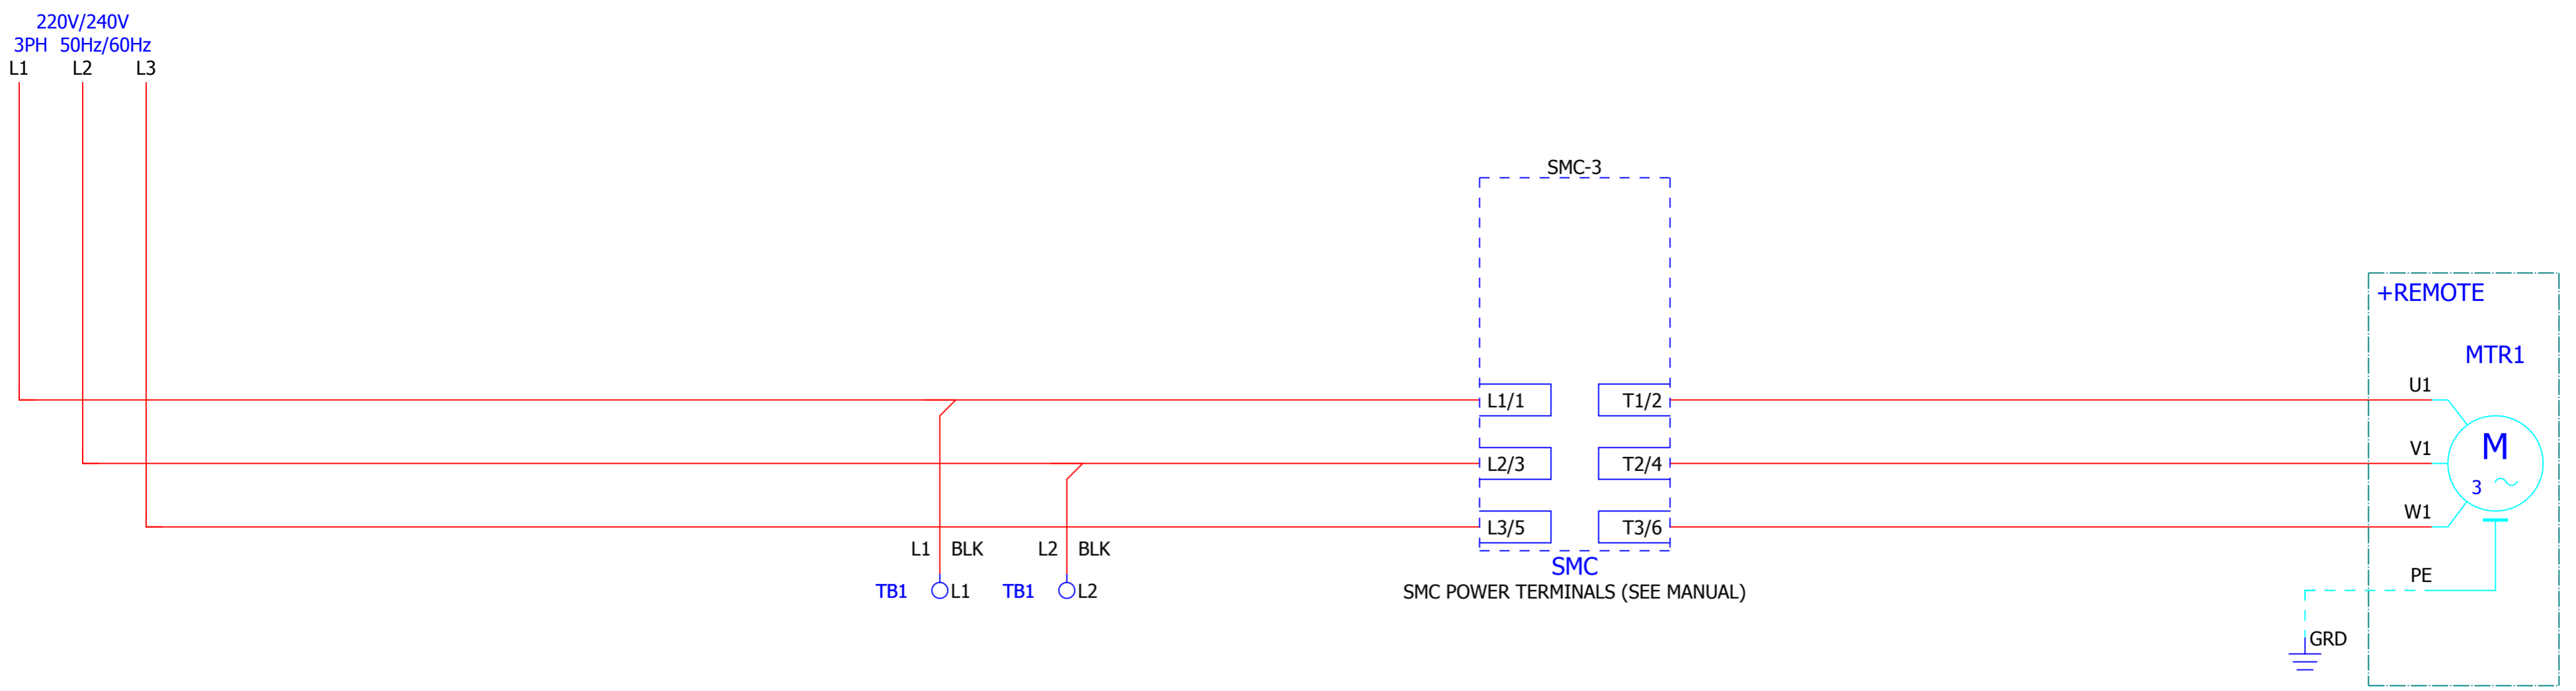 220V/240V
3PH 50Hz/60Hz
L1 L2 L3
SMC-3
+REMOTE
MTR1
U1
L1/1 T1/2
M
V1
L2/3 T2/4
3
W1
L3/5 T3/6
L1 BLK L2 BLK
SMC
PE
TB1 L1 TB1 L2
SMC POWER TERMINALS (SEE MANUAL)
GRD